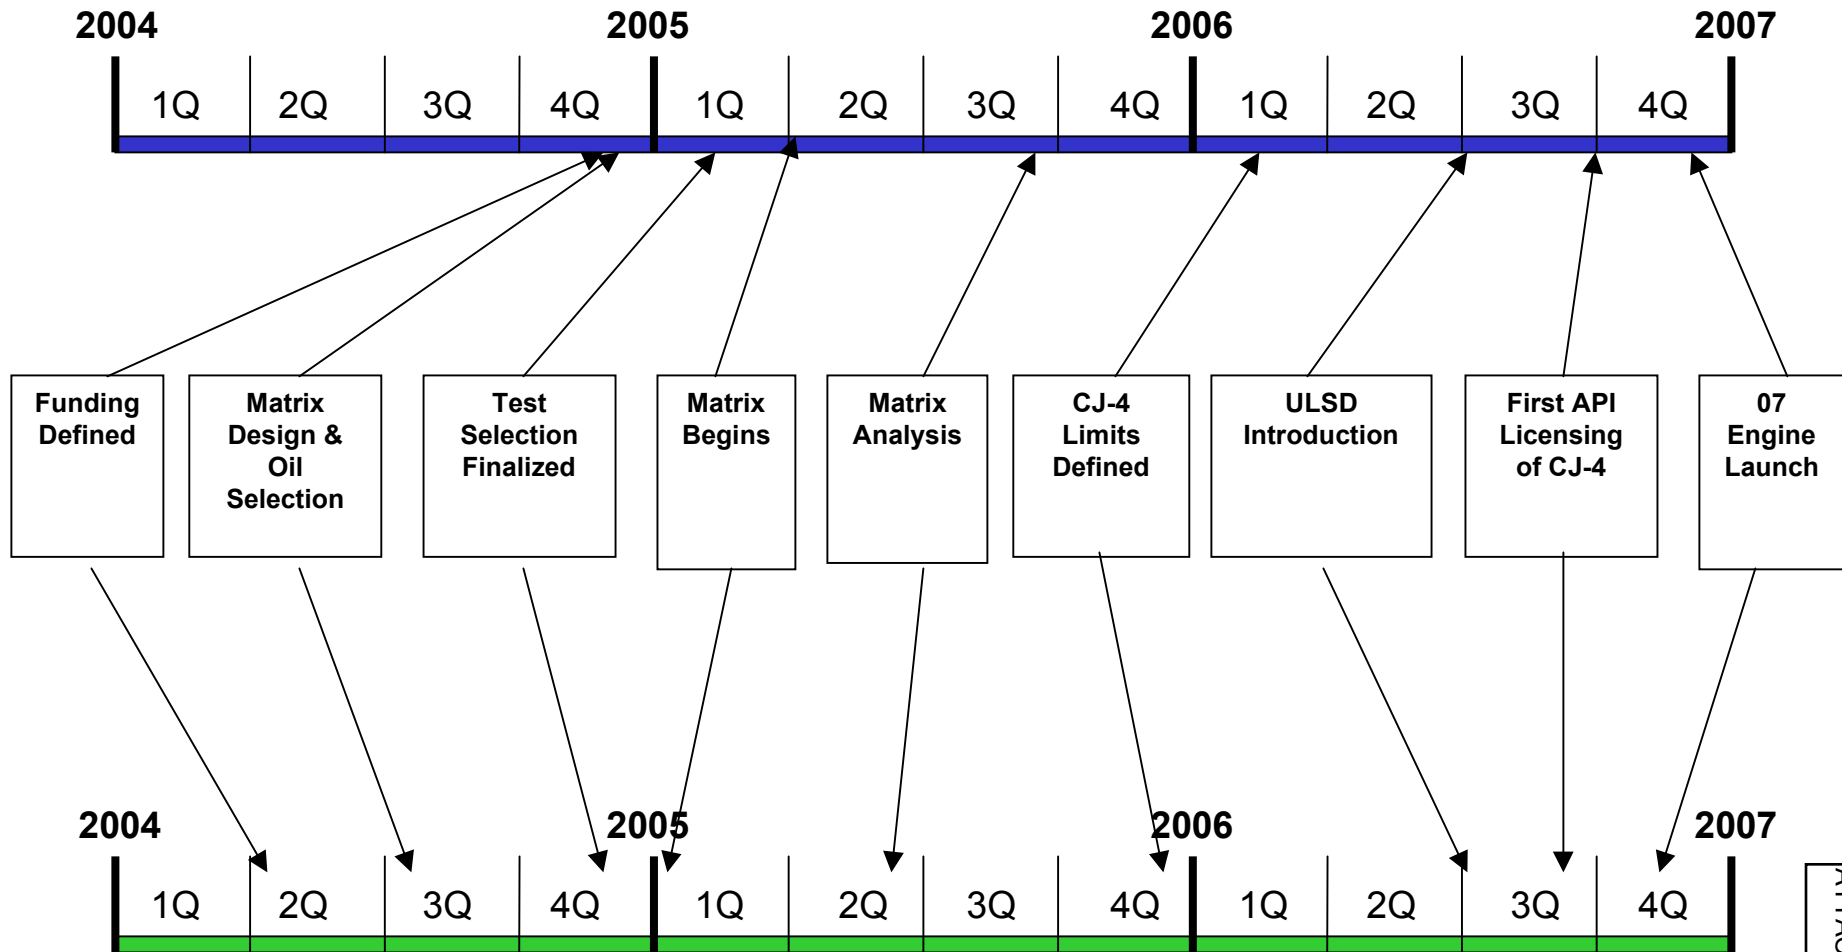 2004 2005 2006 2007
1Q 2Q 3Q 4Q 1Q 2Q 3Q 4Q 1Q 2Q 3Q 4Q
Funding
Defined
Matrix
Design &
Oil
Selection
Test
Selection
Finalized
Matrix
Begins
Matrix
Analysis
CJ-4
Limits
Defined
ULSD
Introduction
First API
Licensing
of CJ-4
07
Engine
Launch
2004 2005 2006 2007
1Q 2Q 3Q 4Q 1Q 2Q 3Q 4Q 1Q 2Q 3Q 4Q